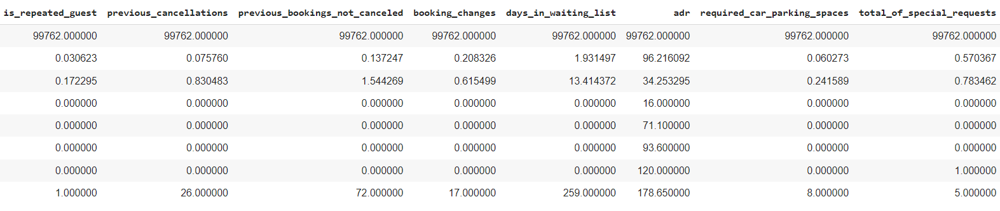 is_repeated_guest previous_cancellations previous_bookings_not_canceled booking_changes days_in_waiting_list adr required_car_parking_spaces total_of_special_requests
99762.000000 99762.000000 99762.000000 99762.000000 99762.000000 99762.000000 99762.000000 99762.000000
0.030623 0.075760 0.137247 0.208326 1.931497 96.216092 0.060273 0.570367
0.172295 0.830483 1.544269 0.615499 13.414372 34.253295 0.241589 0.783462
0.000000 0.000000 0.000000 0.000000 0.000000 16.000000 0.000000 0.000000
0.000000 0.000000 0.000000 0.000000 0.000000 71.100000 0.000000 0.000000
0.000000 0.000000 0.000000 0.000000 0.000000 93.600000 0.000000 0.000000
0.000000 0.000000 0.000000 0.000000 0.000000 120.000000 0.000000 1.000000
1.000000 26.000000 72.000000 17.000000 259.000000 178.650000 8.000000 5.000000